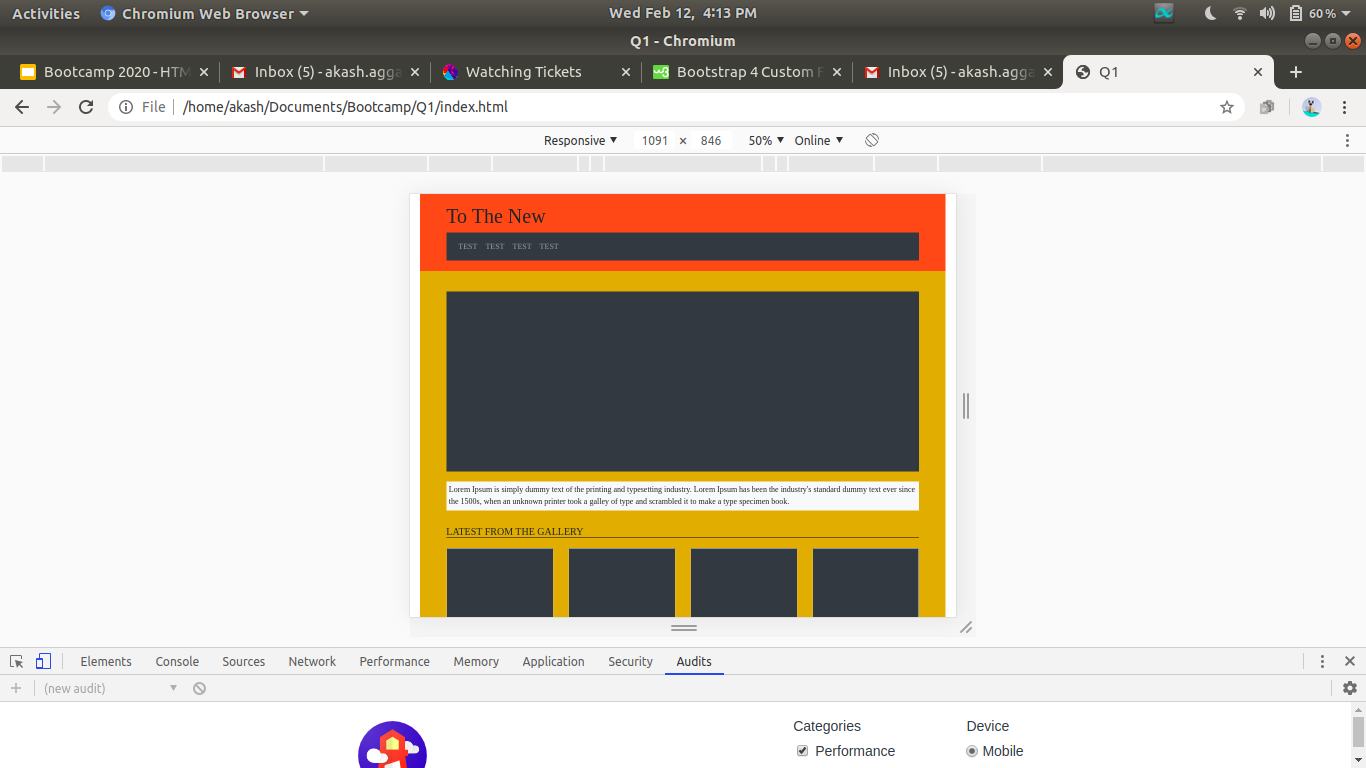 Activities Chromium Web Browser Wed Feb 12, 4:13 PM 60 %
Q1 - Chromium
Bootcamp 2020 - HTM Inbox (5) - akash.agga Watching Tickets Bootstrap 4 Custom F Inbox (5) - akash.agga Q1
File /home/akash/Documents/Bootcamp/Q1/index.html
Responsive 1091 × 846 50% Online
To The New
TEST TEST TEST TEST
Lorem Ipsum is simply dummy text of the printing and typesetting industry. Lorem Ipsum has been the industry's standard dummy text ever since
the 1500s, when an unknown printer took a galley of type and scrambled it to make a type specimen book.
LATEST FROM THE GALLERY
Elements Console Sources Network Performance Memory Application Security Audits
(new audit)
Categories Device
Performance Mobile